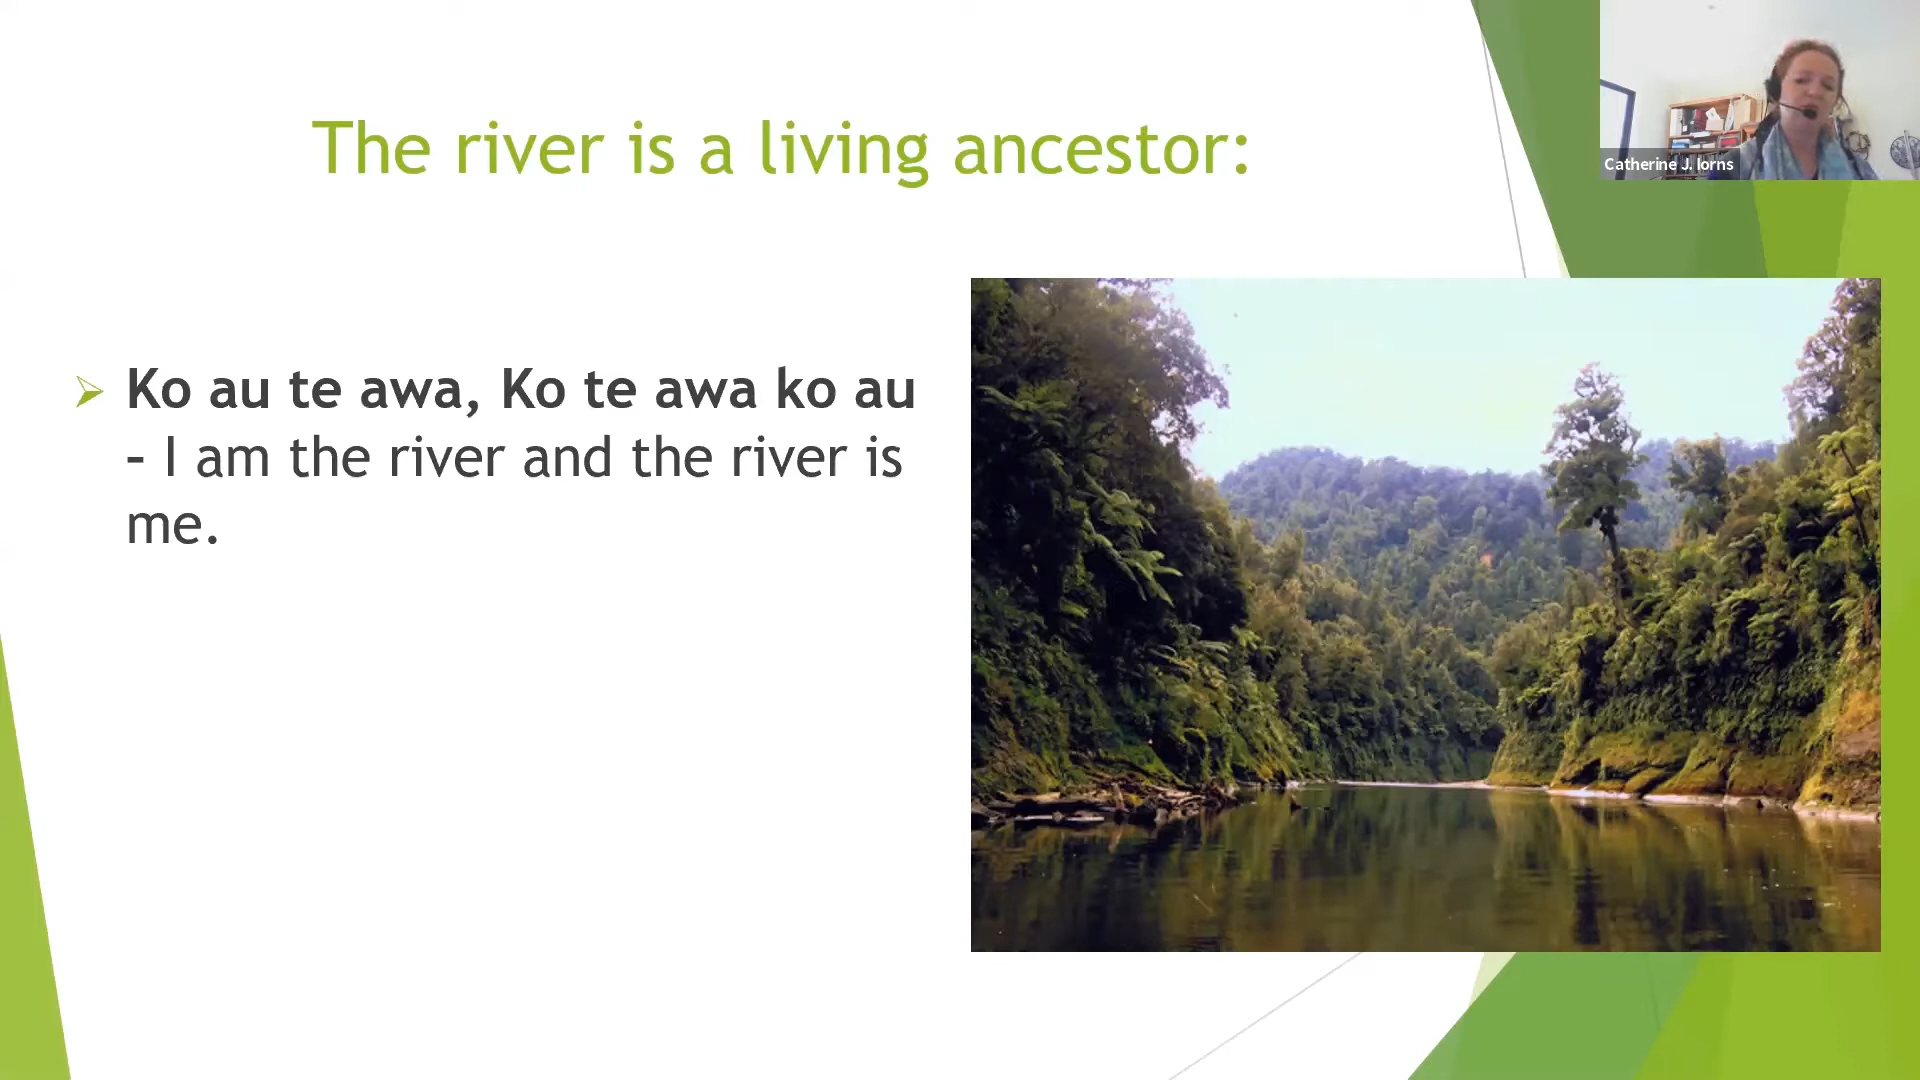 The river is a living ancestor:
Ko au te awa, Ko te awa ko au
- I am the river and the river is
me.
Catherine J. Iorns